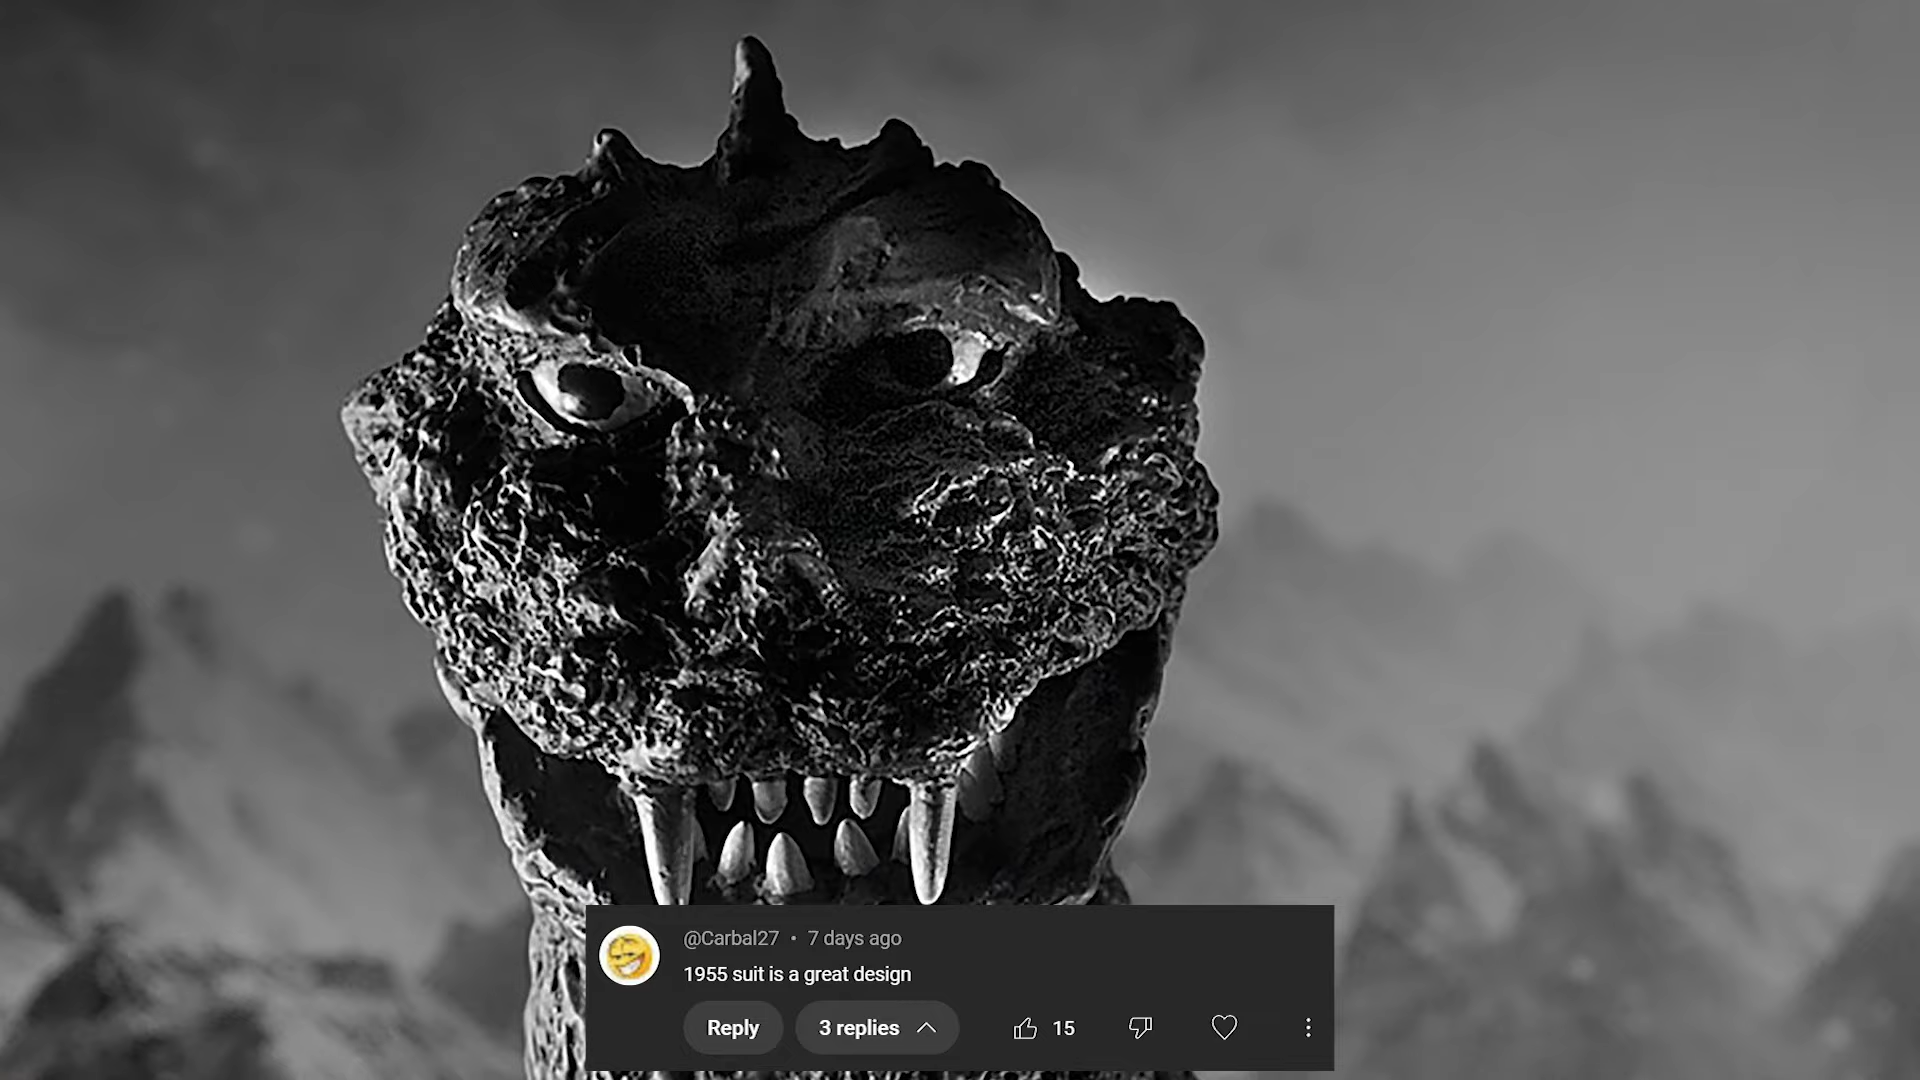 @Carbal27 • 7 days ago
1955 suit is a great design
Reply 3 replies 15